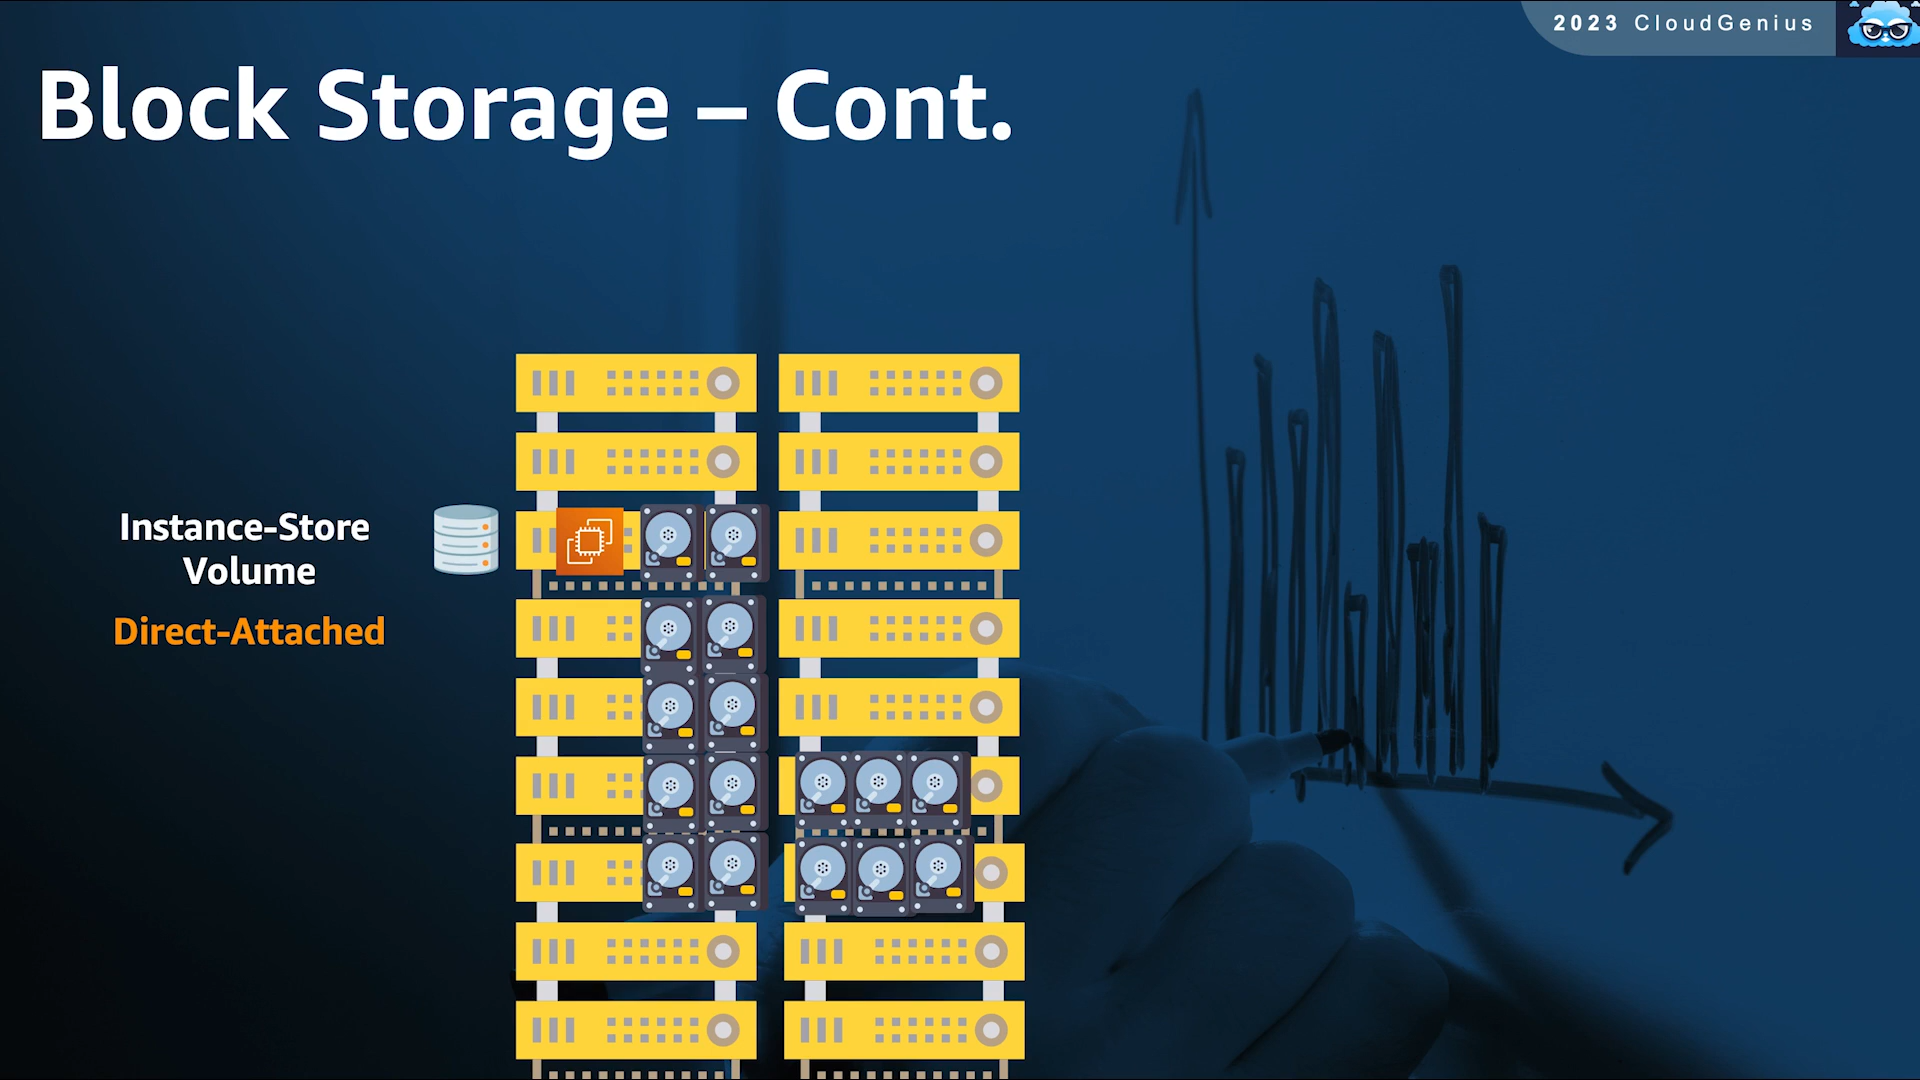 2023 CloudGenius
Block Storage – Cont.
Instance-Store
Volume
Direct-Attached